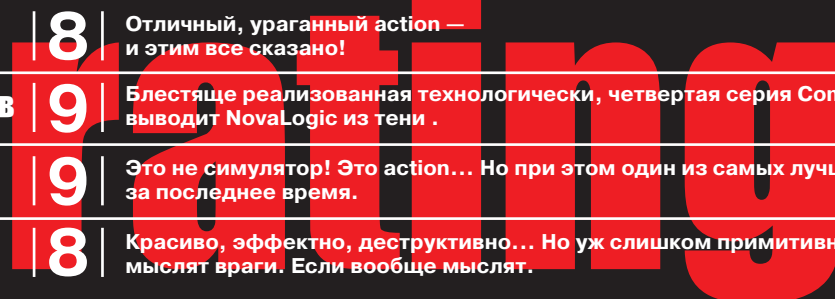 rating
8 Отличный, ураганный action —
и этим все сказано!
В 9 Блестяще реализованная технологически, четвертая серия
выводит NovaLogic из тени .
9 Это не симулятор! Это action... Но при этом один из самых
за последнее время.
8 Красиво, эффектно, деструктивно... Но уж слишком
мыслят враги. Если вообще мыслят.